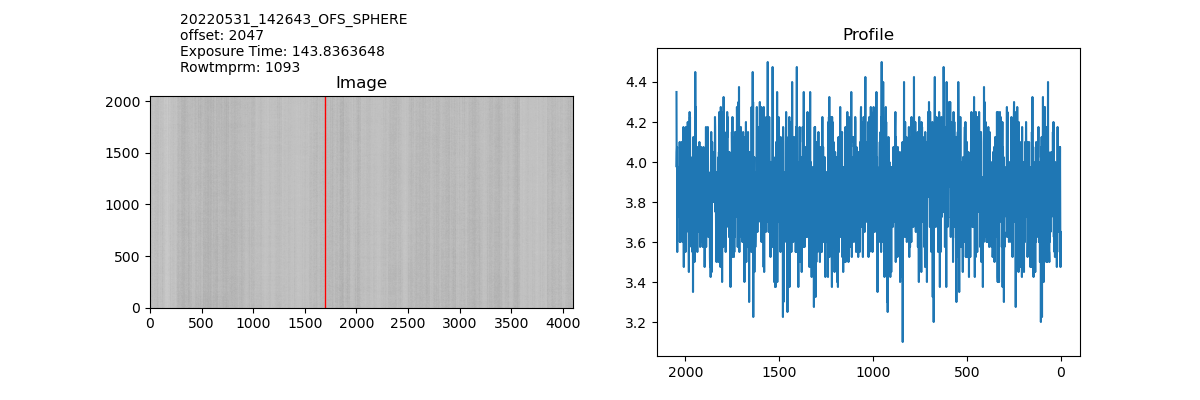 20220531_142643_OFS_SPHERE
offset: 2047
Exposure Time: 143.8363648
Rowtmprm: 1093
Image
2000
1500
1000
500
0
0 500 1000 1500 2000 2500 3000 3500 4000
Profile
4.4
4.2
4.0
3.8
3.6
3.4
3.2
2000 1500 1000 500 0